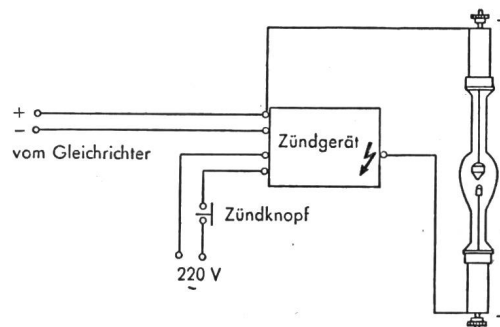 +
−
vom Gleichrichter
Zündgerät
Zündknopf
220 V
~